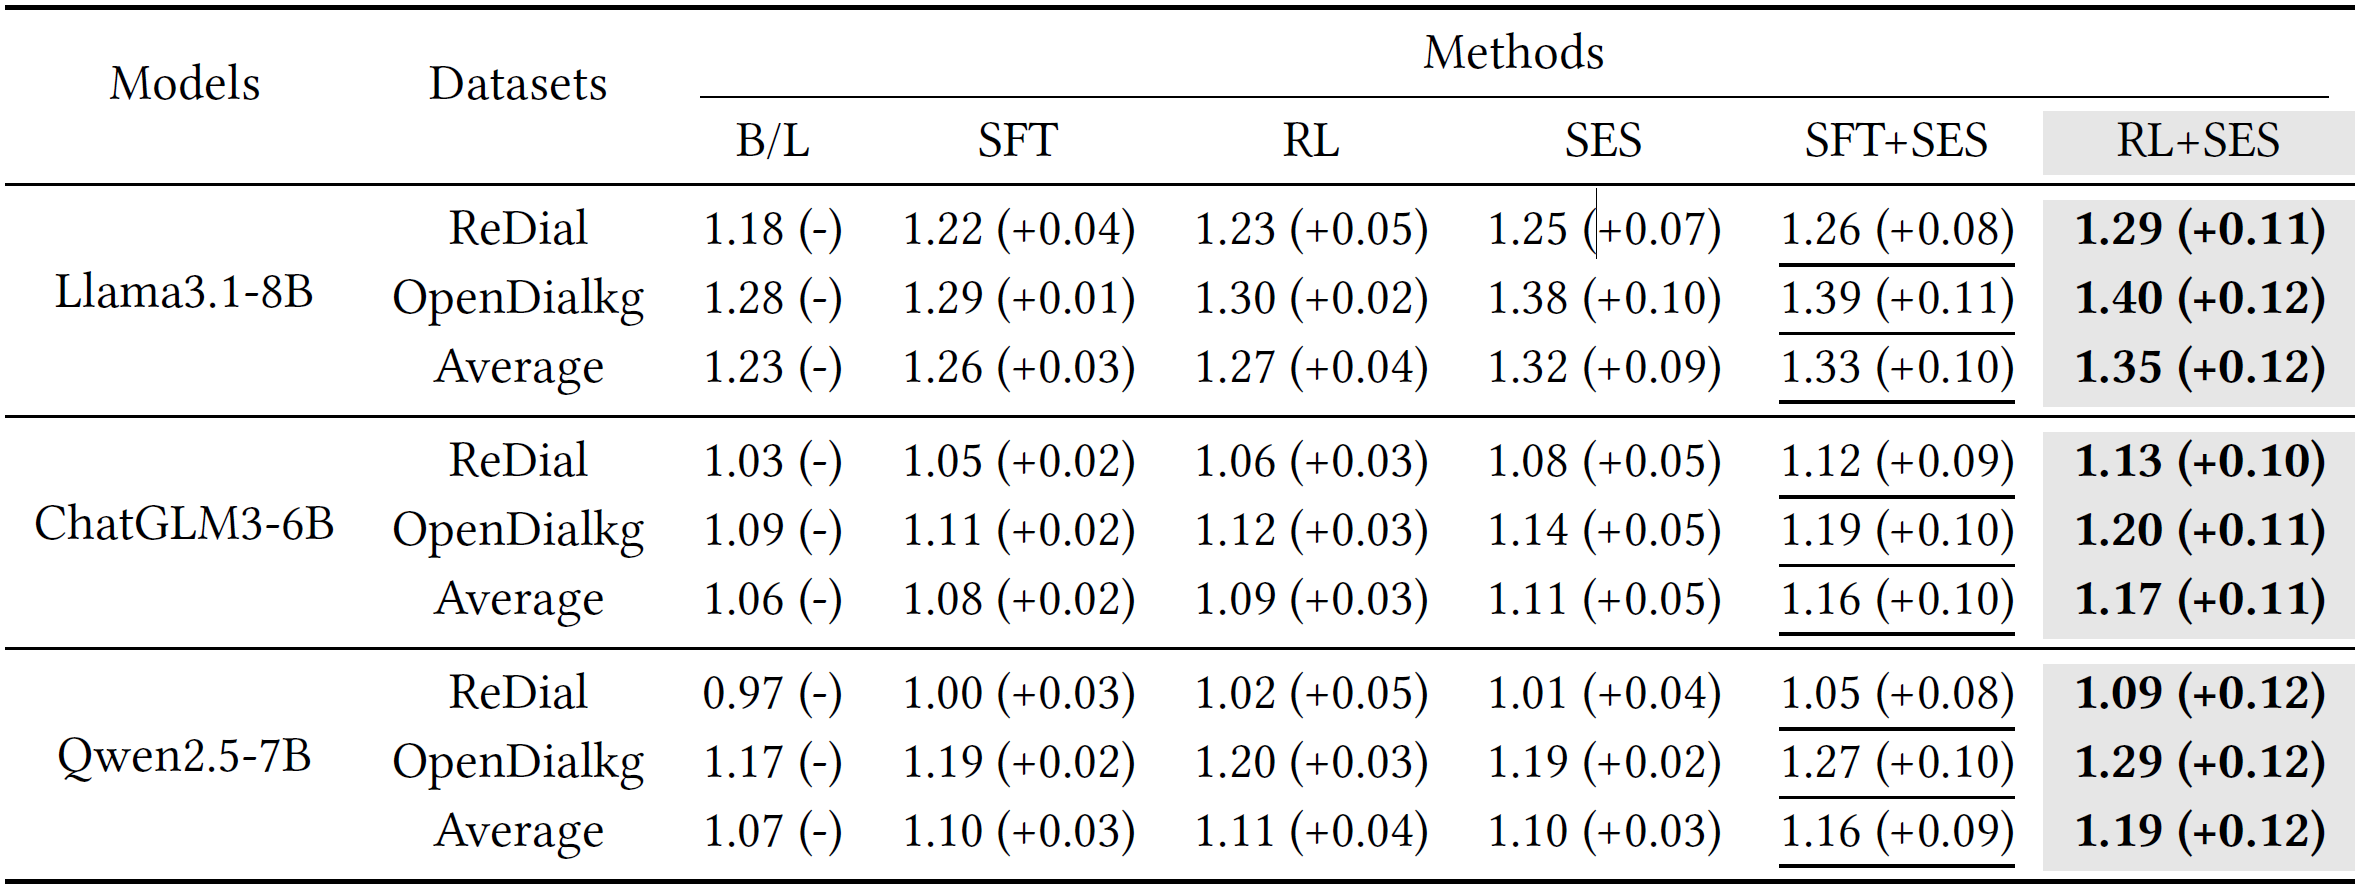 Methods
Models Datasets
B/L SFT RL SES SFT+SES RL+SES
ReDial 1.18 (-) 1.22 (+0.04) 1.23 (+0.05) 1.25 (+0.07) 1.26 (+0.08) 1.29 (+0.11)
Llama3.1-8B OpenDialkg 1.28 (-) 1.29 (+0.01) 1.30 (+0.02) 1.38 (+0.10) 1.39 (+0.11) 1.40 (+0.12)
Average 1.23 (-) 1.26 (+0.03) 1.27 (+0.04) 1.32 (+0.09) 1.33 (+0.10) 1.35 (+0.12)
ReDial 1.03 (-) 1.05 (+0.02) 1.06 (+0.03) 1.08 (+0.05) 1.12 (+0.09) 1.13 (+0.10)
ChatGLM3-6B OpenDialkg 1.09 (-) 1.11 (+0.02) 1.12 (+0.03) 1.14 (+0.05) 1.19 (+0.10) 1.20 (+0.11)
Average 1.06 (-) 1.08 (+0.02) 1.09 (+0.03) 1.11 (+0.05) 1.16 (+0.10) 1.17 (+0.11)
ReDial 0.97 (-) 1.00 (+0.03) 1.02 (+0.05) 1.01 (+0.04) 1.05 (+0.08) 1.09 (+0.12)
Qwen2.5-7B OpenDialkg 1.17 (-) 1.19 (+0.02) 1.20 (+0.03) 1.19 (+0.02) 1.27 (+0.10) 1.29 (+0.12)
Average 1.07 (-) 1.10 (+0.03) 1.11 (+0.04) 1.10 (+0.03) 1.16 (+0.09) 1.19 (+0.12)